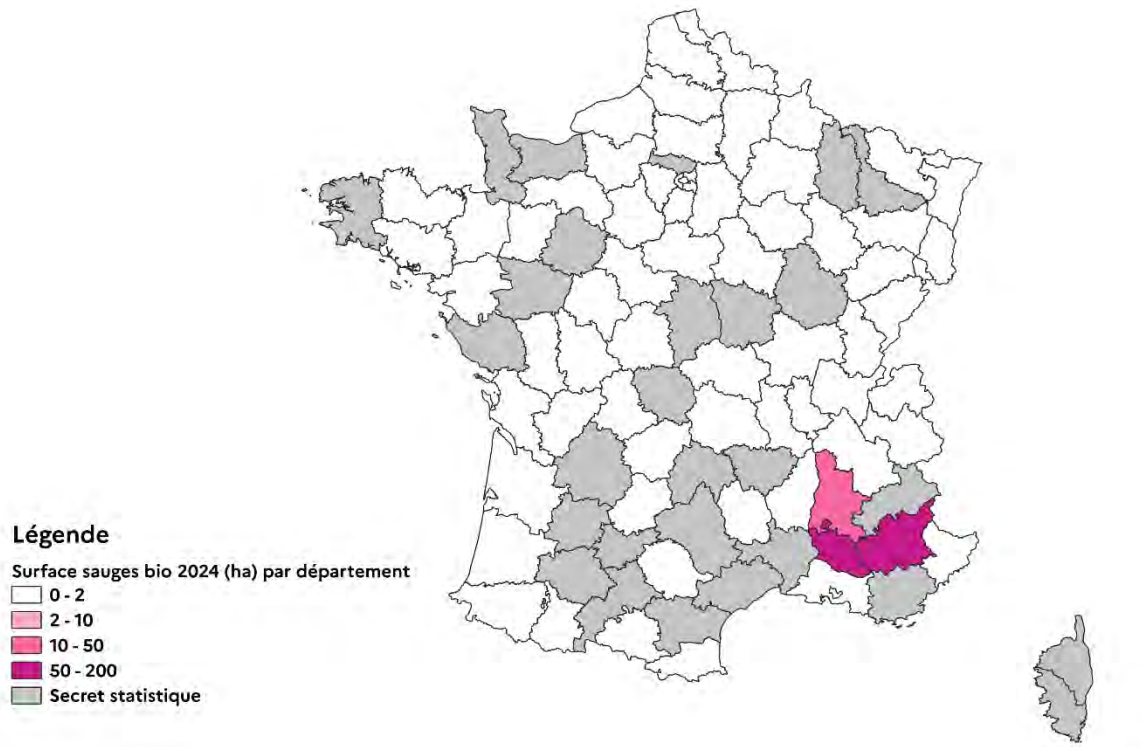 Légende
Surface sauges bio 2024 (ha) par département
0 - 2
2 - 10
10 - 50
50 - 200
Secret statistique